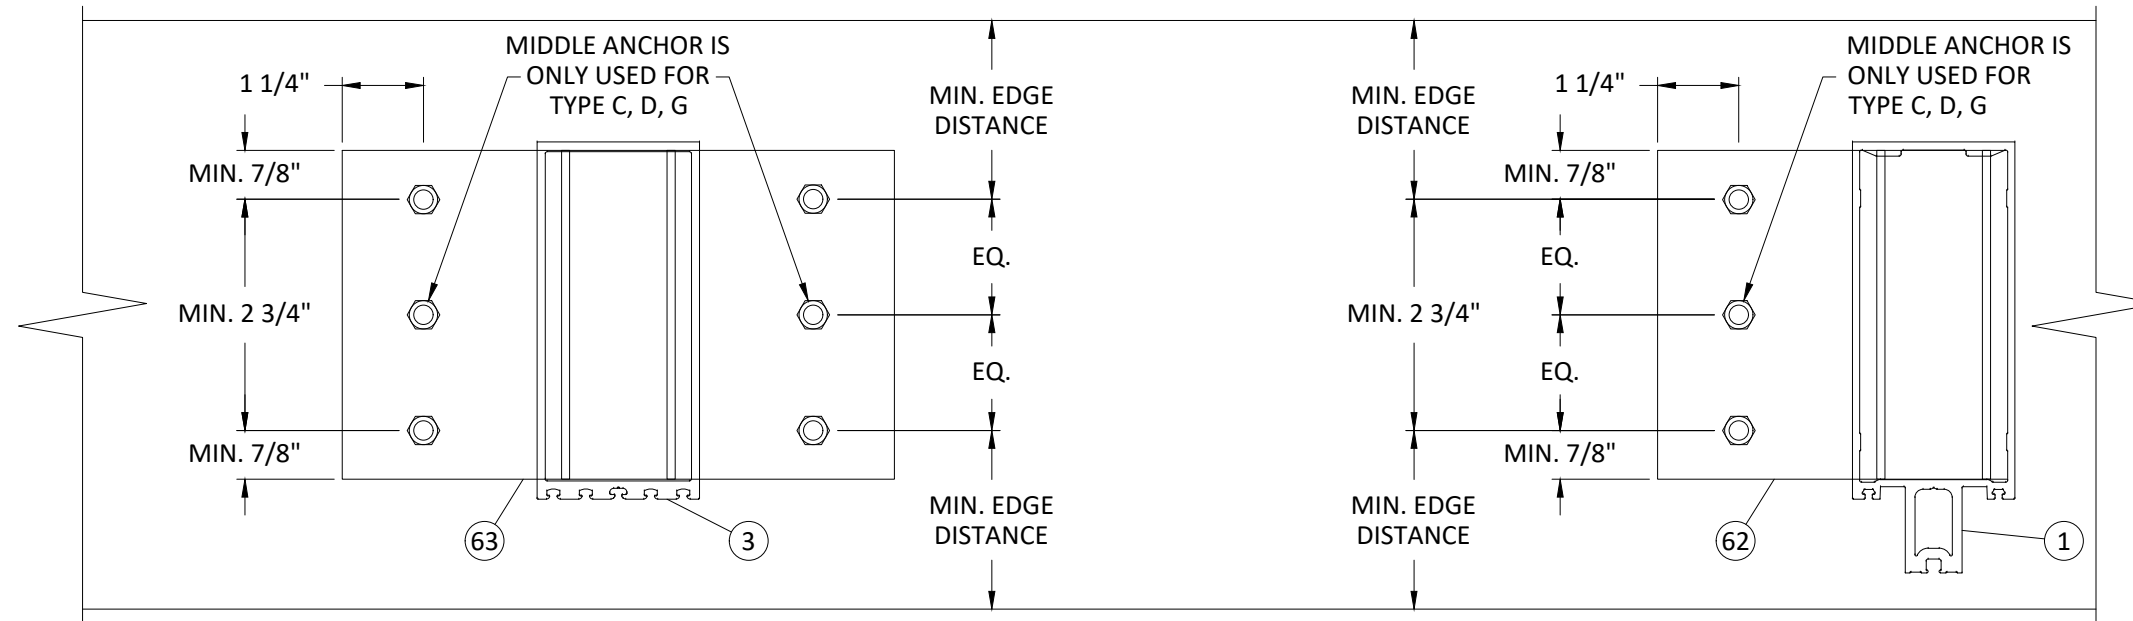 MIDDLE ANCHOR IS
ONLY USED FOR
TYPE C, D, G
1 1/4"
MIN. 7/8"
MIN. 2 3/4"
MIN. 7/8"
63
3
MIN. EDGE
DISTANCE
EQ.
EQ.
MIN. EDGE
DISTANCE
MIN. EDGE
DISTANCE
MIN. 2 3/4"
MIN. EDGE
DISTANCE
1 1/4"
MIN. 7/8"
EQ.
EQ.
MIN. 7/8"
MIDDLE ANCHOR IS
ONLY USED FOR
TYPE C, D, G
62
1